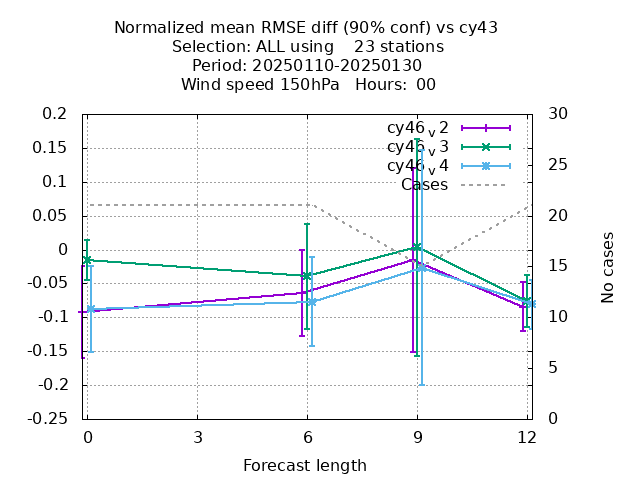 Normalized mean RMSE diff (90% conf) vs cy43
Selection: ALL using    23 stations
Period: 20250110-20250130
Wind speed 150hPa   Hours:  00
0.2
0.15
0.1
0.05
0
-0.05
-0.1
-0.15
-0.2
-0.25
30
25
20
15
10
5
0
cy46_v2
cy46_v3
cy46_v4
Cases
No cases
0 3 6 9 12
Forecast length